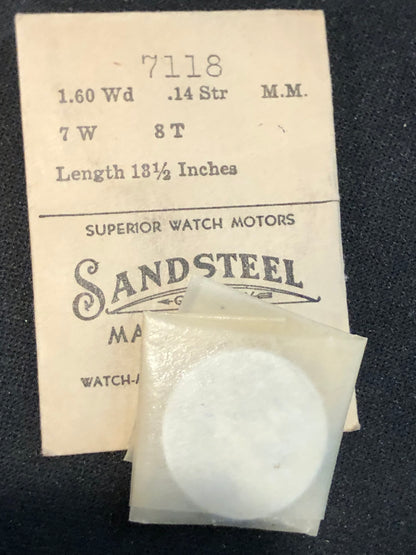 7118
1.60 Wd .14 Str M.M.
7 W 8 T
Length 13½ Inches
SUPERIOR WATCH MOTORS
SANDSTEEL